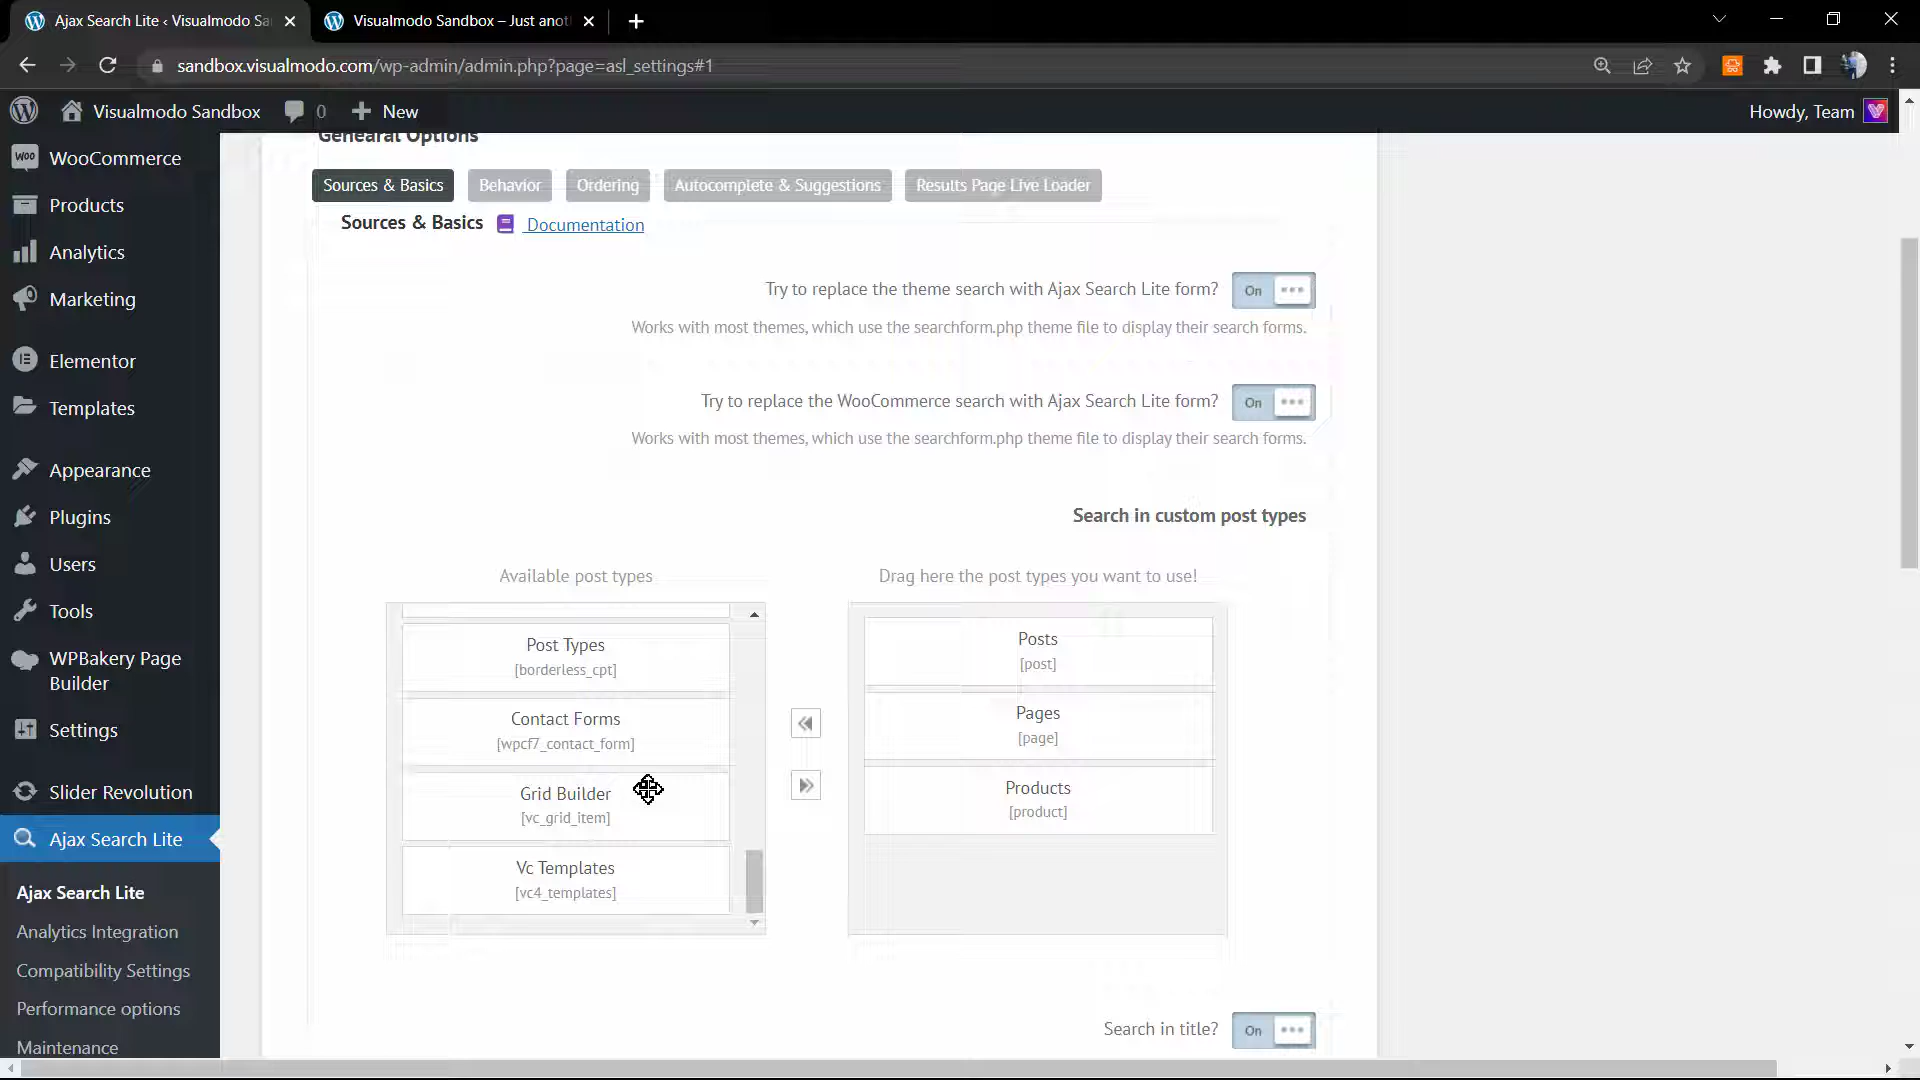 Ajax Search Lite ‹ Visualmodo Sa
Visualmodo Sandbox – Just anot
sandbox.visualmodo.com/wp-admin/admin.php?page=asl_settings#1
Visualmodo Sandbox
0
New
Howdy, Team
WooCommerce
Products
Analytics
Marketing
Elementor
Templates
Appearance
Plugins
Users
Tools
WPBakery Page
Builder
Settings
Slider Revolution
Ajax Search Lite
Ajax Search Lite
Analytics Integration
Compatibility Settings
Performance options
Maintenance
Genearal Options
Sources & Basics
Behavior
Ordering
Autocomplete & Suggestions
Results Page Live Loader
Sources & Basics
Documentation
Try to replace the theme search with Ajax Search Lite form?
On
Works with most themes, which use the searchform.php theme file to display their search forms.
Try to replace the WooCommerce search with Ajax Search Lite form?
On
Works with most themes, which use the searchform.php theme file to display their search forms.
Search in custom post types
Available post types
Post Types
[borderless_cpt]
Contact Forms
[wpcf7_contact_form]
Grid Builder
[vc_grid_item]
Vc Templates
[vc4_templates]
Drag here the post types you want to use!
Posts
[post]
Pages
[page]
Products
[product]
Search in title?
On